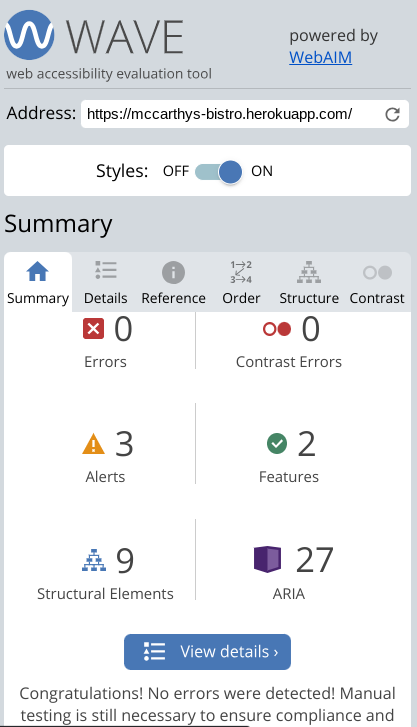 WAVE
web accessibility evaluation tool
powered by
WebAIM
Address: https://mccarthys-bistro.herokuapp.com/
Styles: OFF ON
Summary
Summary Details Reference Order Structure Contrast
0 0
Errors Contrast Errors
3 2
Alerts Features
9 27
Structural Elements ARIA
View details ›
Congratulations! No errors were detected! Manual
testing is still necessary to ensure compliance and